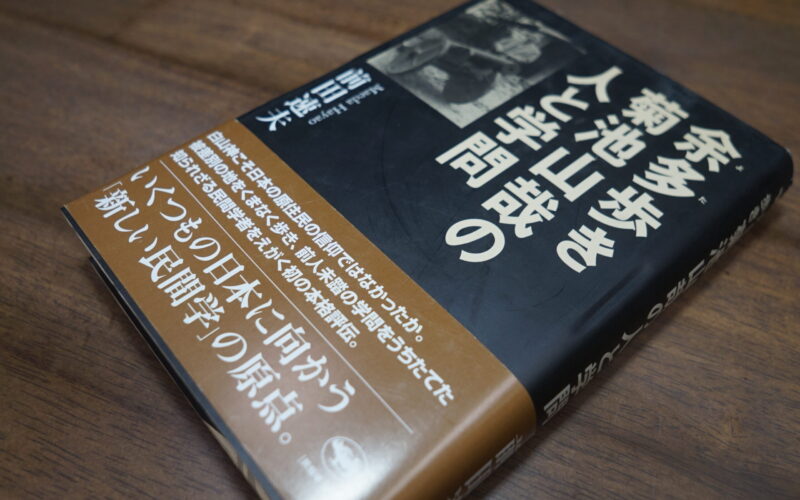 余多歩き
菊池山哉の
人と学問
前田速夫
Maeda Hayao
白山神こそ日本の原住民の信仰ではなかったか。
被差別の地をくまなく歩き、前人未踏の学問をうちたてた
知られざる民間学者をえがく初の本格評伝。
いくつもの日本に向かう
「新しい民間学」の原点。